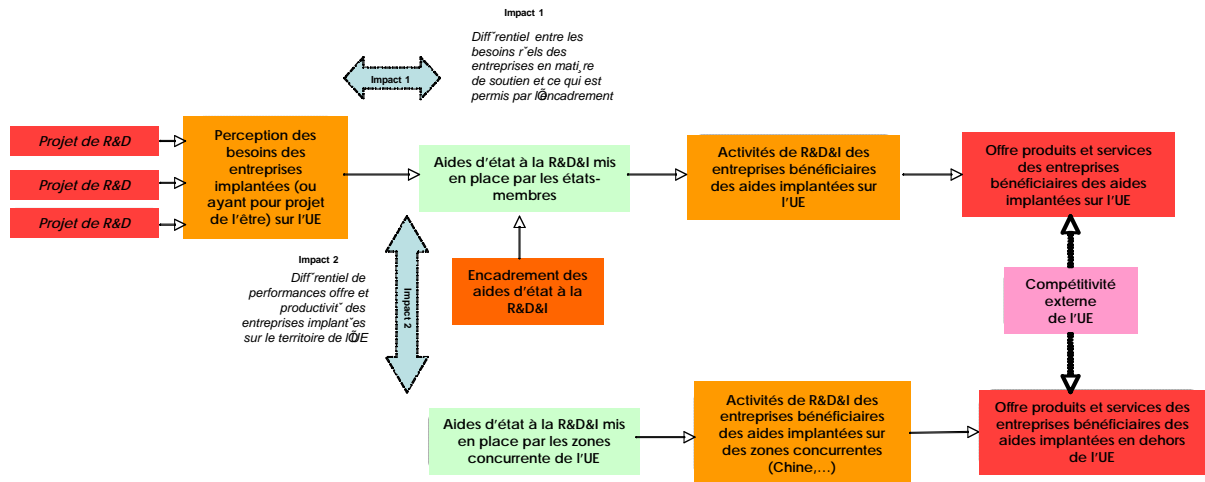 Impact 1
Diff˝rentiel entre les
besoins r˝els des
entreprises en mati¸re
de soutien et ce qui est
permis par lÕencadrement
Impact 1
Projet de R&D
Projet de R&D
Projet de R&D
Perception des
besoins des
entreprises
implantées (ou
ayant pour projet
de l'être) sur l'UE
Aides d'état à la R&D&I mis
en place par les états-
membres
Activités de R&D&I des
entreprises bénéficiaires
des aides implantées sur
l'UE
Offre produits et services
des entreprises
bénéficiaires des aides
implantées sur l'UE
Impact 2
Diff˝rentiel de
performances offre et
productivit˝ des
entreprises implant˝es
sur le territoire de lÕUE
Impact 2
Encadrement des
aides d'état à la
R&D&I
Compétitivité
externe
de l'UE
Aides d'état à la R&D&I mis
en place par les zones
concurrente de l'UE
Activités de R&D&I des
entreprises bénéficiaires
des aides implantées sur
des zones concurrentes
(Chine,...)
Offre produits et services des
entreprises bénéficiaires des
aides implantées en dehors
de l'UE